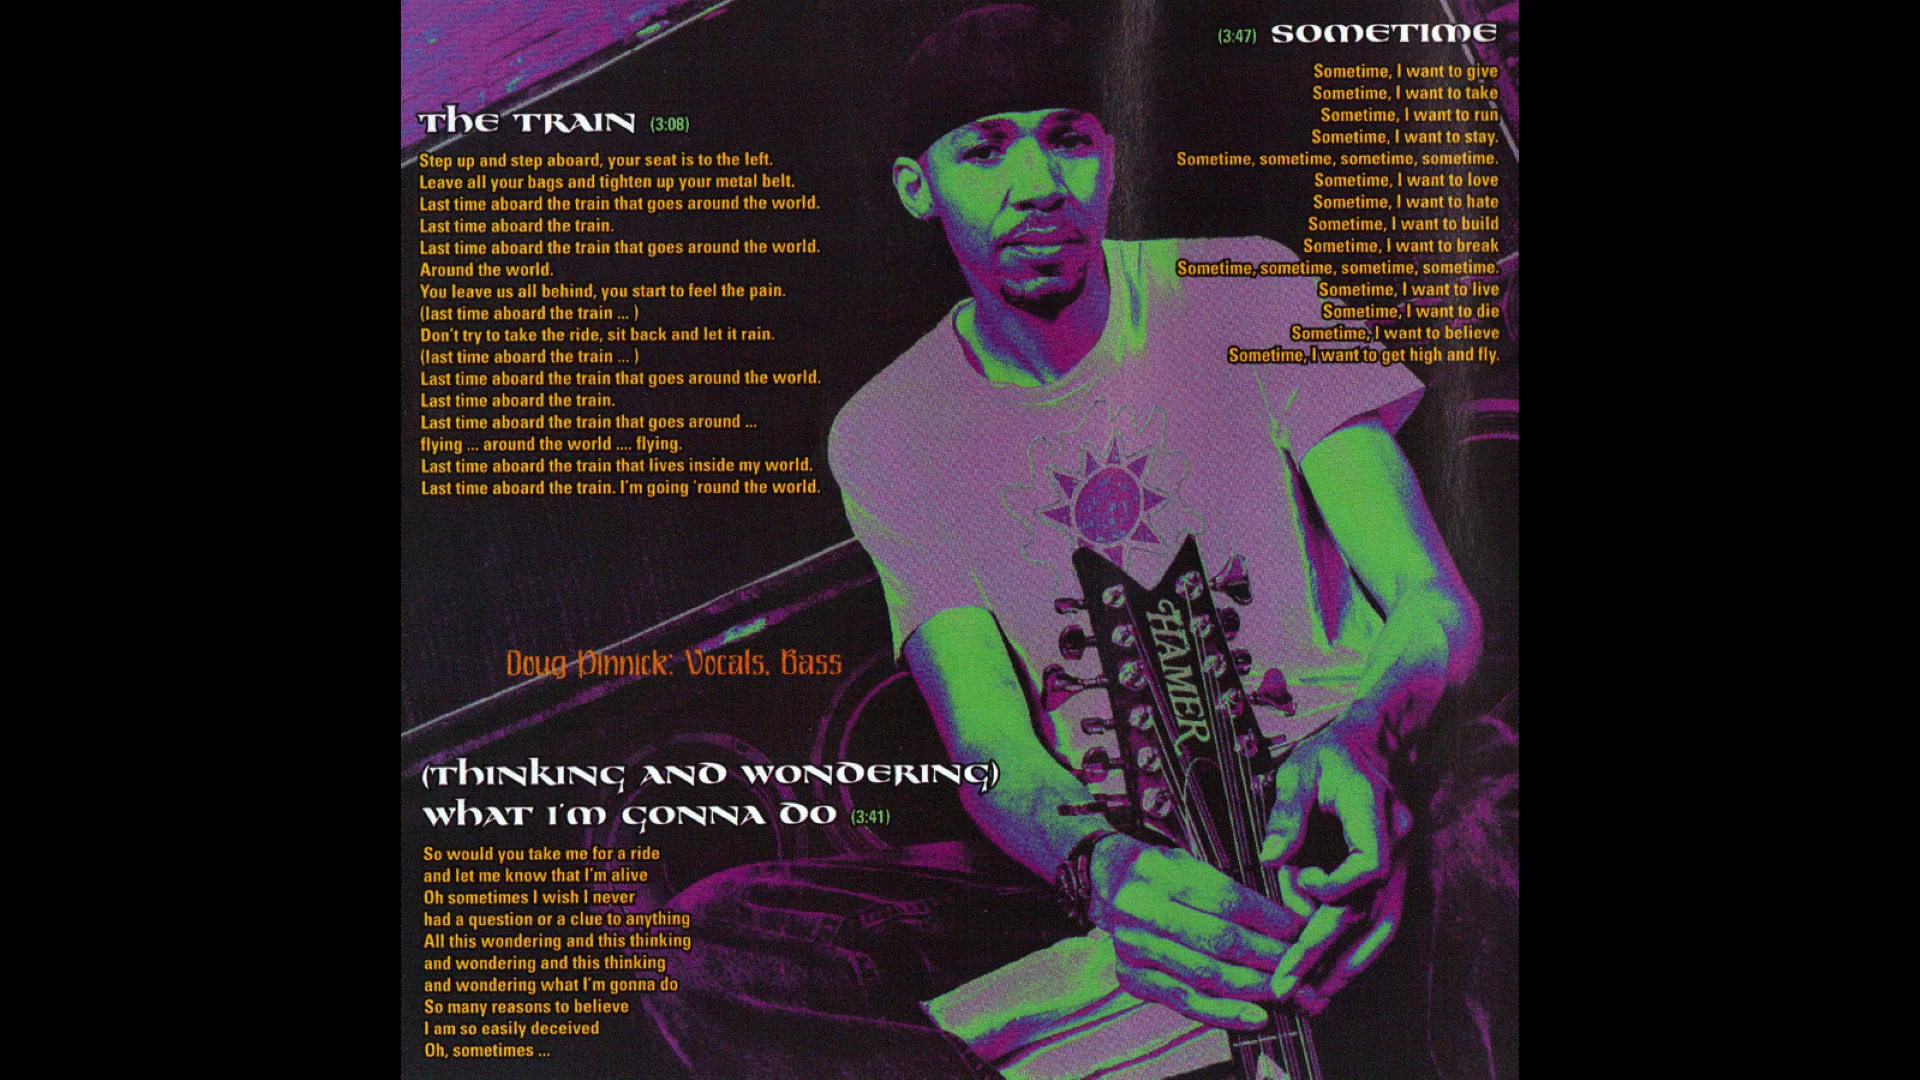 THE TRAIN (3:08)
Step up and step aboard, your seat is to the left.
Leave all your bags and tighten up your metal belt.
Last time aboard the train that goes around the world.
Last time aboard the train.
Last time aboard the train that goes around the world.
Around the world.
You leave us all behind, you start to feel the pain.
(last time aboard the train ... )
Don't try to take the ride, sit back and let it rain.
(last time aboard the train ... )
Last time aboard the train that goes around the world.
Last time aboard the train.
Last time aboard the train that goes around ...
flying ... around the world .... flying.
Last time aboard the train that lives inside my world.
Last time aboard the train. I'm going 'round the world.
(3:47) SOMETIME
Sometime, I want to give
Sometime, I want to take
Sometime, I want to run
Sometime, I want to stay.
Sometime, sometime, sometime, sometime.
Sometime, I want to love
Sometime, I want to hate
Sometime, I want to build
Sometime, I want to break
Sometime, sometime, sometime, sometime.
Sometime, I want to live
Sometime, I want to die
Sometime, I want to believe
Sometime, I want to get high and fly.
HAMER
Doug Pinnick: Vocals, Bass
(THINKING AND WONDERING)
WHAT I'M GONNA DO (3:41)
So would you take me for a ride
and let me know that I'm alive
Oh sometimes I wish I never
had a question or a clue to anything
All this wondering and this thinking
and wondering and this thinking
and wondering what I'm gonna do
So many reasons to believe
I am so easily deceived
Oh, sometimes ...